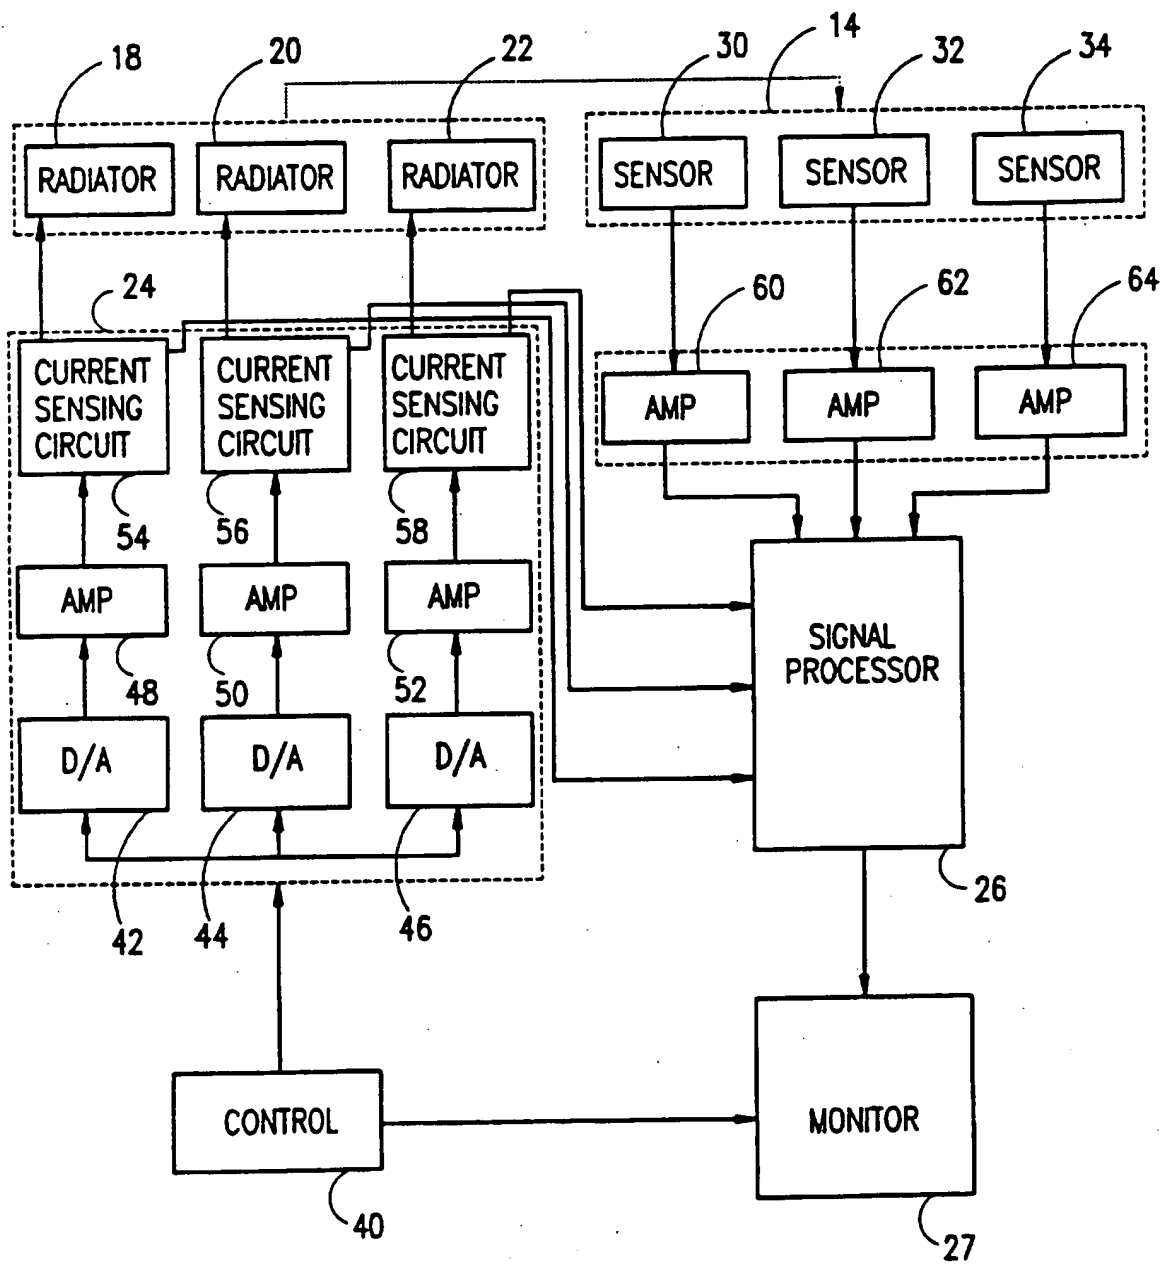 18 20 22 30 14 32 34
RADIATOR RADIATOR RADIATOR SENSOR SENSOR SENSOR
24 60 62 64
CURRENT SENSING CIRCUIT
CURRENT SENSING CIRCUIT
CURRENT SENSING CIRCUIT
AMP AMP AMP
54 56 58
AMP AMP AMP
SIGNAL
PROCESSOR
48 50 52
D/A D/A D/A
26
42 44 46
CONTROL
MONITOR
40
27